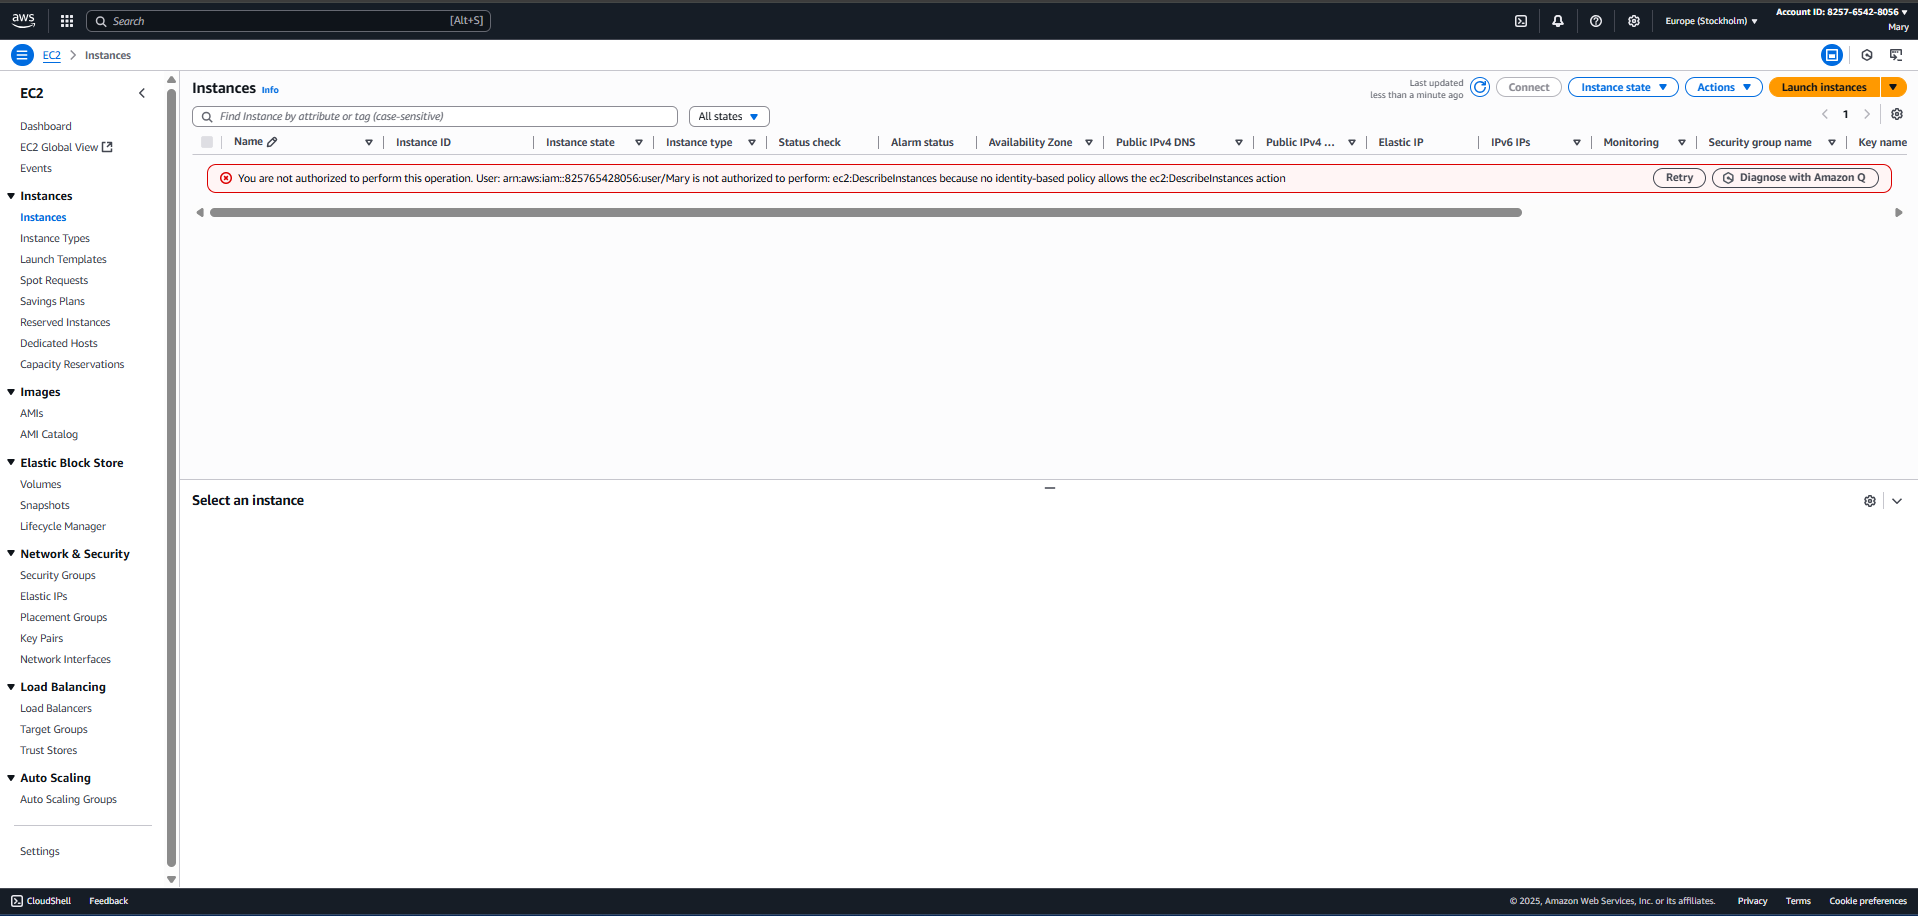 aws
Search [Alt+S]
Europe (Stockholm)
Account ID: 8257-6542-8056
Mary
EC2 > Instances
EC2
Dashboard
EC2 Global View
Events
Instances
Instances
Instance Types
Launch Templates
Spot Requests
Savings Plans
Reserved Instances
Dedicated Hosts
Capacity Reservations
Images
AMIs
AMI Catalog
Elastic Block Store
Volumes
Snapshots
Lifecycle Manager
Network & Security
Security Groups
Elastic IPs
Placement Groups
Key Pairs
Network Interfaces
Load Balancing
Load Balancers
Target Groups
Trust Stores
Auto Scaling
Auto Scaling Groups
Settings
Instances Info
Last updated
less than a minute ago
Connect
Instance state
Actions
Launch instances
Find Instance by attribute or tag (case-sensitive)
All states
1
Name Instance ID Instance state Instance type Status check Alarm status Availability Zone Public IPv4 DNS Public IPv4 ... Elastic IP IPv6 IPs Monitoring Security group name Key name
You are not authorized to perform this operation. User: arn:aws:iam::825765428056:user/Mary is not authorized to perform: ec2:DescribeInstances because no identity-based policy allows the ec2:DescribeInstances action
Retry
Diagnose with Amazon Q
Select an instance
CloudShell Feedback
© 2025, Amazon Web Services, Inc. or its affiliates. Privacy Terms Cookie preferences